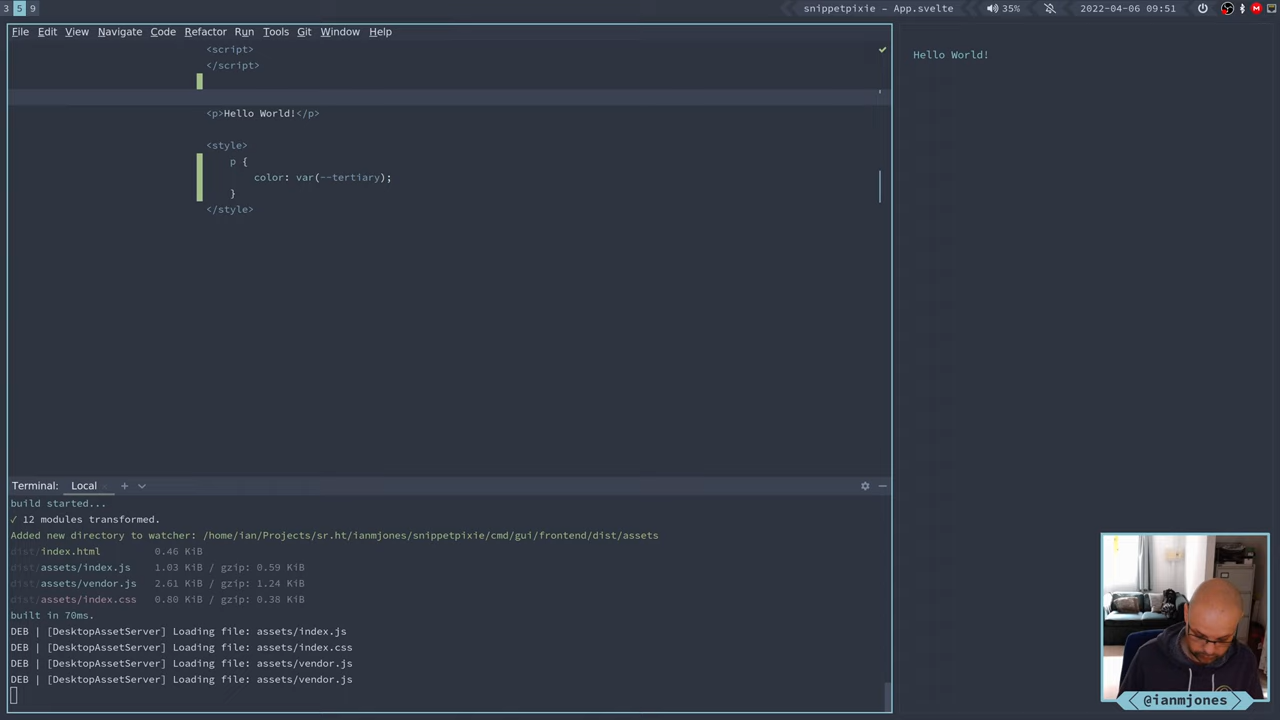 3 5 9
snippetpixie – App.svelte
35%
2022-04-06 09:51
File Edit View Navigate Code Refactor Run Tools Git Window Help
<script>
</script>
<p>Hello World!</p>
<style>
p {
color: var(--tertiary);
}
</style>
Hello World!
Terminal: Local
build started...
✓ 12 modules transformed.
Added new directory to watcher: /home/ian/Projects/sr.ht/ianmjones/snippetpixie/cmd/gui/frontend/dist/assets
dist/index.html 0.46 KiB
dist/assets/index.js 1.03 KiB / gzip: 0.59 KiB
dist/assets/vendor.js 2.61 KiB / gzip: 1.24 KiB
dist/assets/index.css 0.80 KiB / gzip: 0.38 KiB
built in 70ms.
DEB | [DesktopAssetServer] Loading file: assets/index.js
DEB | [DesktopAssetServer] Loading file: assets/index.css
DEB | [DesktopAssetServer] Loading file: assets/vendor.js
DEB | [DesktopAssetServer] Loading file: assets/vendor.js
@ianmjones